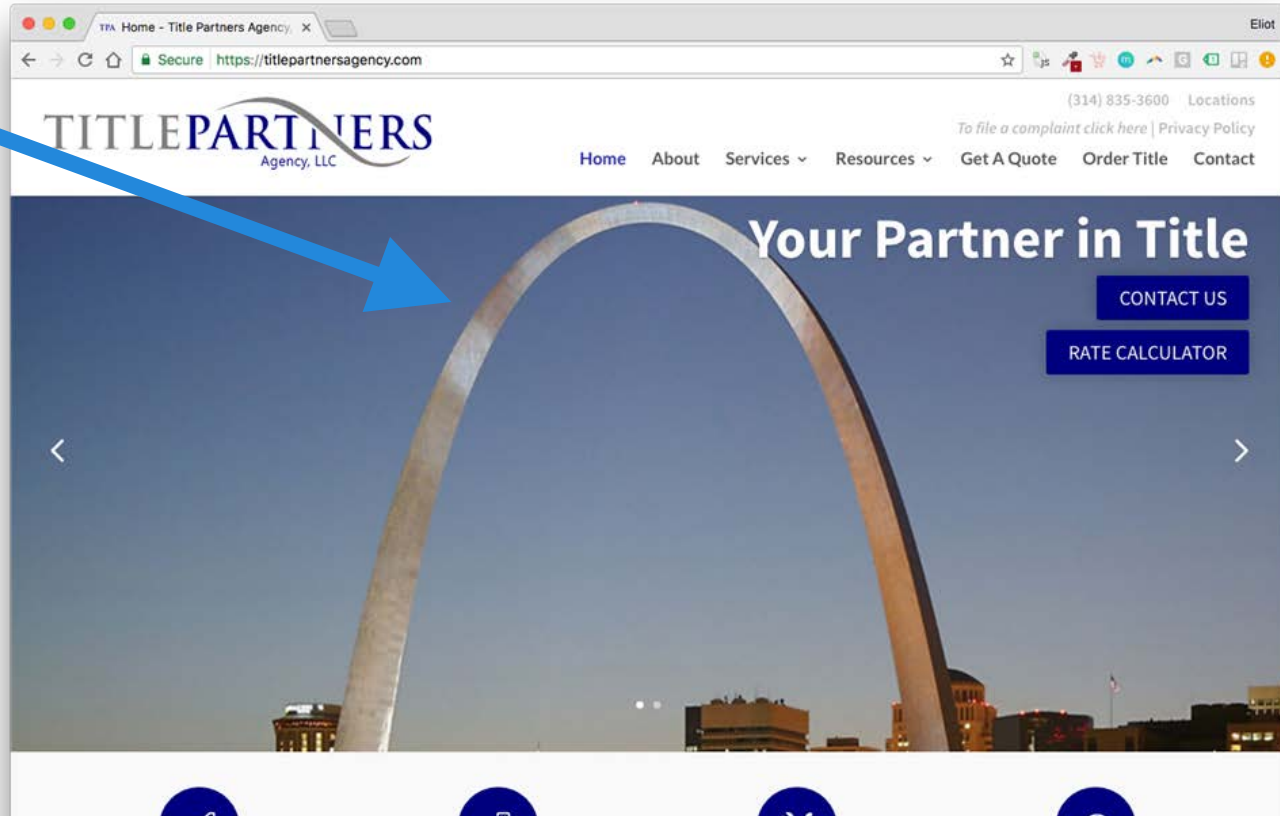 TPA Home - Title Partners Agency,
Eliot
Secure https://titlepartnersagency.com
JS
m
G
TITLEPARTNERS
Agency, LLC
(314) 835-3600 Locations
To file a complaint click here | Privacy Policy
Home About Services Resources Get A Quote Order Title Contact
Your Partner in Title
CONTACT US
RATE CALCULATOR